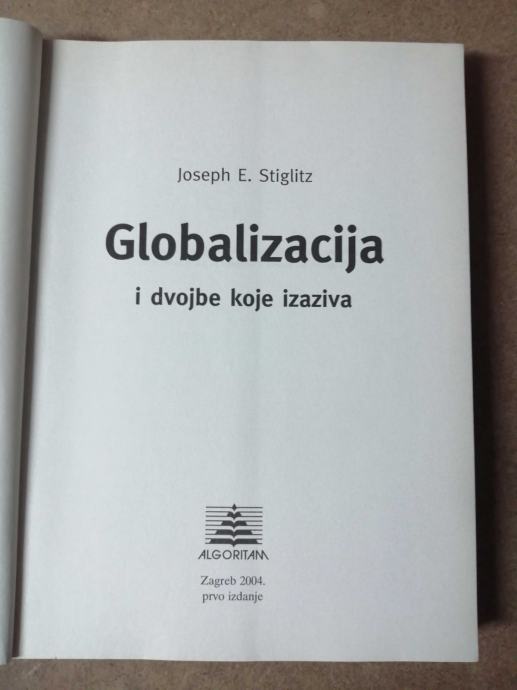 Joseph E. Stiglitz
Globalizacija
i dvojbe koje izaziva
ALGORITAM
Zagreb 2004.
prvo izdanje